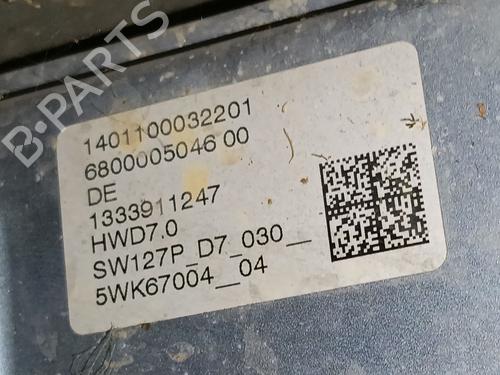 B-PARTS
1401100032201
6800005046 00
DE
1333911247
HWD7.0
SW127P_D7_030__
5WK67004__04